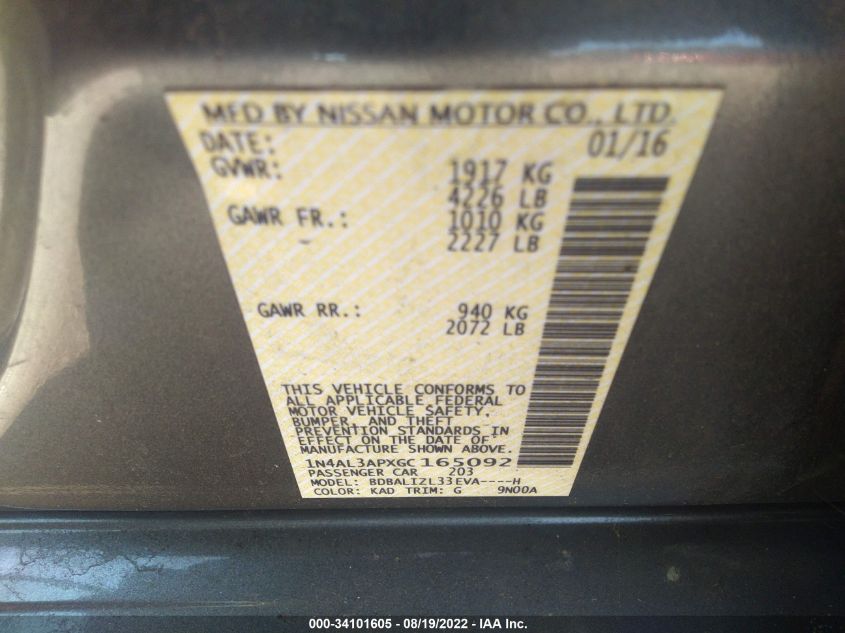 MFD BY NISSAN MOTOR CO., LTD.
DATE: 01/16
GVWR: 1917 KG
4226 LB
GAWR FR.: 1010 KG
- 2227 LB
GAWR RR.: 940 KG
2072 LB
THIS VEHICLE CONFORMS TO
ALL APPLICABLE FEDERAL
MOTOR VEHICLE SAFETY,
BUMPER, AND THEFT
PREVENTION STANDARDS IN
EFFECT ON THE DATE OF
MANUFACTURE SHOWN ABOVE.
1N4AL3APXGC165092
PASSENGER CAR 203
MODEL: BDBALIZL33EVA----H
COLOR: KAD TRIM: G 9N00A
000-34101605 - 08/19/2022 - IAA Inc.